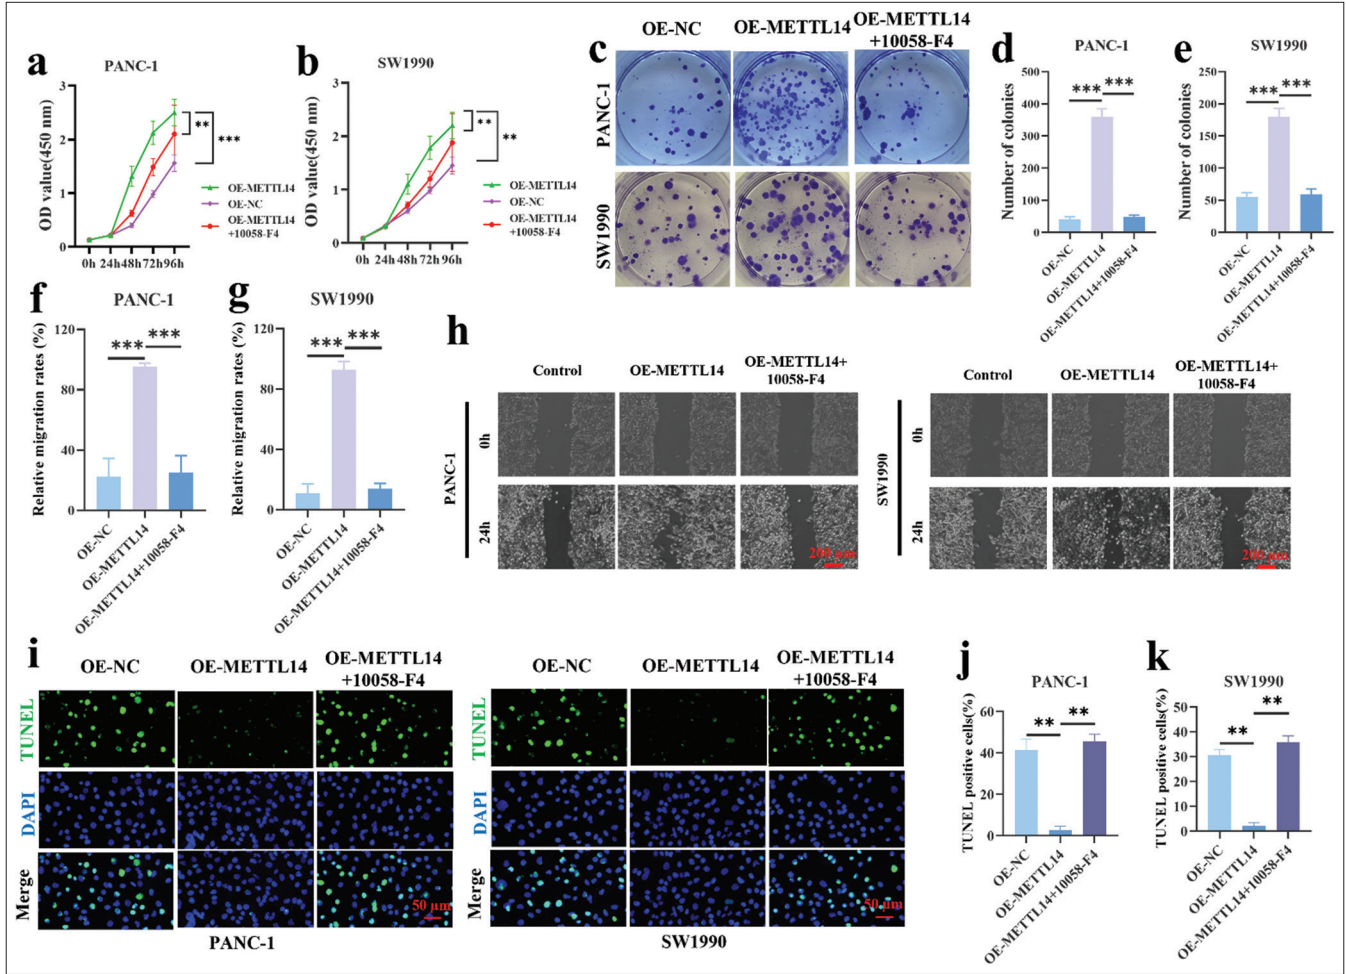 a
PANC-1
OD value(450 nm)
3
2
1
0
0h 24h 48h 72h 96h
**
***
OE-METTL14
OE-NC
OE-METTL14
+10058-F4
b
SW1990
OD value(450 nm)
3
2
1
0
0h 24h 48h 72h 96h
**
**
OE-METTL14
OE-NC
OE-METTL14
+10058-F4
c
OE-NC OE-METTL14 OE-METTL14
+10058-F4
PANC-1
SW1990
d
PANC-1
Number of colonies
500
400
300
200
100
0
*** ***
OE-NC
OE-METTL14
OE-METTL14+10058-F4
e
SW1990
Number of colonies
250
200
150
100
50
0
*** ***
OE-NC
OE-METTL14
OE-METTL14+10058-F4
f
PANC-1
Relative migration rates (%)
120
80
40
0
*** ***
OE-NC
OE-METTL14
OE-METTL14+10058-F4
g
SW1990
Relative migration rates (%)
120
80
40
0
*** ***
OE-NC
OE-METTL14
OE-METTL14+10058-F4
h
Control OE-METTL14 OE-METTL14+
10058-F4
PANC-1
0h
24h
200 μm
Control OE-METTL14 OE-METTL14+
10058-F4
SW1990
0h
24h
200 μm
i
OE-NC OE-METTL14 OE-METTL14
+10058-F4
TUNEL
DAPI
Merge
50 μm
PANC-1
OE-NC OE-METTL14 OE-METTL14
+10058-F4
TUNEL
DAPI
Merge
50 μm
SW1990
j
PANC-1
TUNEL positive cells(%)
60
40
20
0
** **
OE-NC
OE-METTL14
OE-METTL14+10058-F4
k
SW1990
TUNEL positive cells(%)
50
40
30
20
10
0
** **
OE-NC
OE-METTL14
OE-METTL14+10058-F4